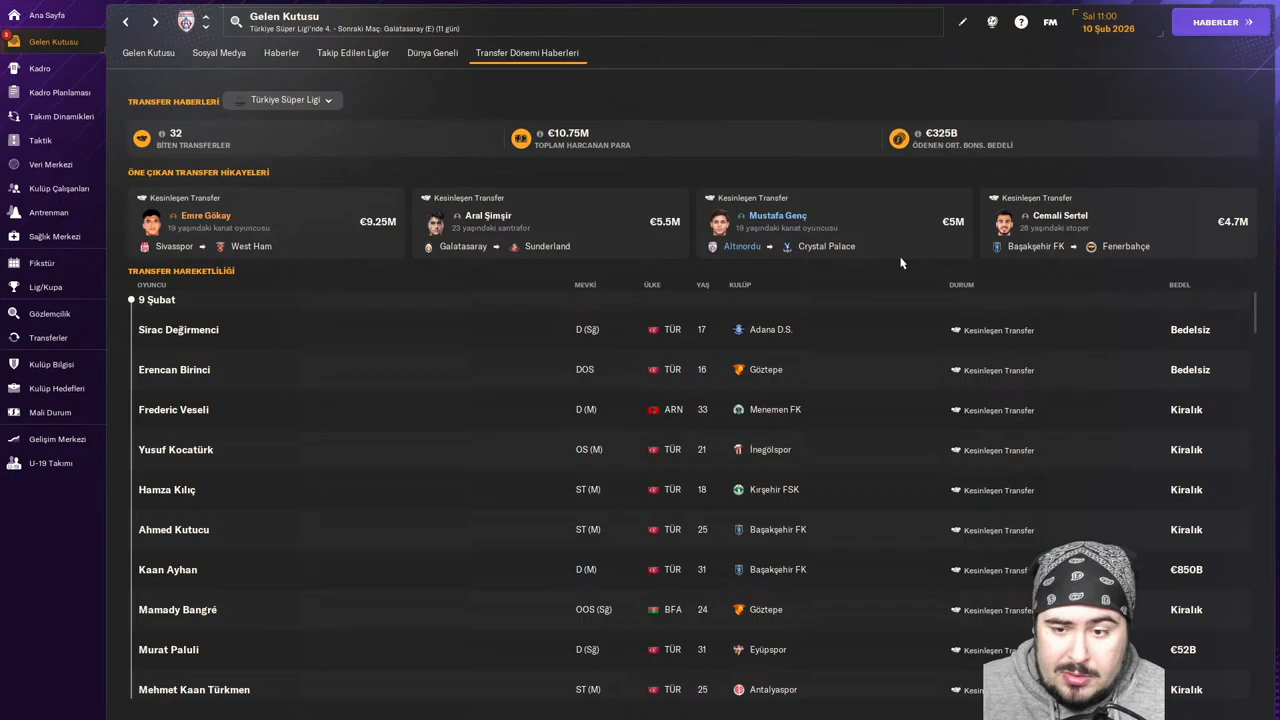 Ana Sayfa
3
Gelen Kutusu
Kadro
Kadro Planlaması
Takım Dinamikleri
Taktik
Veri Merkezi
Kulüp Çalışanları
Antrenman
Sağlık Merkezi
Fikstür
Lig/Kupa
Gözlemcilik
Transferler
Kulüp Bilgisi
Kulüp Hedefleri
Mali Durum
Gelişim Merkezi
U-19 Takımı
Gelen Kutusu
Türkiye Süper Ligi'nde 4. - Sonraki Maç: Galatasaray (E) (11 gün)
FM
Sal 11:00
10 Şub 2026
HABERLER
Gelen Kutusu Sosyal Medya Haberler Takip Edilen Ligler Dünya Geneli Transfer Dönemi Haberleri
TRANSFER HABERLERİ Türkiye Süper Ligi
32
BİTEN TRANSFERLER
€10.75M
TOPLAM HARCANAN PARA
€325B
ÖDENEN ORT. BONS. BEDELİ
ÖNE ÇIKAN TRANSFER HİKAYELERİ
Kesinleşen Transfer
Emre Gökay
19 yaşındaki kanat oyuncusu
€9.25M
Sivasspor West Ham
Kesinleşen Transfer
Aral Şimşir
23 yaşındaki santrafor
€5.5M
Galatasaray Sunderland
Kesinleşen Transfer
Mustafa Genç
19 yaşındaki kanat oyuncusu
€5M
Altınordu Crystal Palace
Kesinleşen Transfer
Cemali Sertel
26 yaşındaki stoper
€4.7M
Başakşehir FK Fenerbahçe
TRANSFER HAREKETLİLİĞİ
OYUNCU MEVKİ ÜLKE YAŞ KULÜP DURUM BEDEL
9 Şubat
Sirac Değirmenci D (Sğ) TÜR 17 Adana D.S. Kesinleşen Transfer Bedelsiz
Erencan Birinci DOS TÜR 16 Göztepe Kesinleşen Transfer Bedelsiz
Frederic Veseli D (M) ARN 33 Menemen FK Kesinleşen Transfer Kiralık
Yusuf Kocatürk OS (M) TÜR 21 İnegölspor Kesinleşen Transfer Kiralık
Hamza Kılıç ST (M) TÜR 18 Kırşehir FSK Kesinleşen Transfer Kiralık
Ahmed Kutucu ST (M) TÜR 25 Başakşehir FK Kesinleşen Transfer Kiralık
Kaan Ayhan D (M) TÜR 31 Başakşehir FK Kesinleşen Transfer €850B
Mamady Bangré OOS (Sğ) BFA 24 Göztepe Kesinleşen Kiralık
Murat Paluli D (Sğ) TÜR 31 Eyüpspor Kesinleşen €52B
Mehmet Kaan Türkmen ST (M) TÜR 25 Antalyaspor Kesinleşen Kiralık